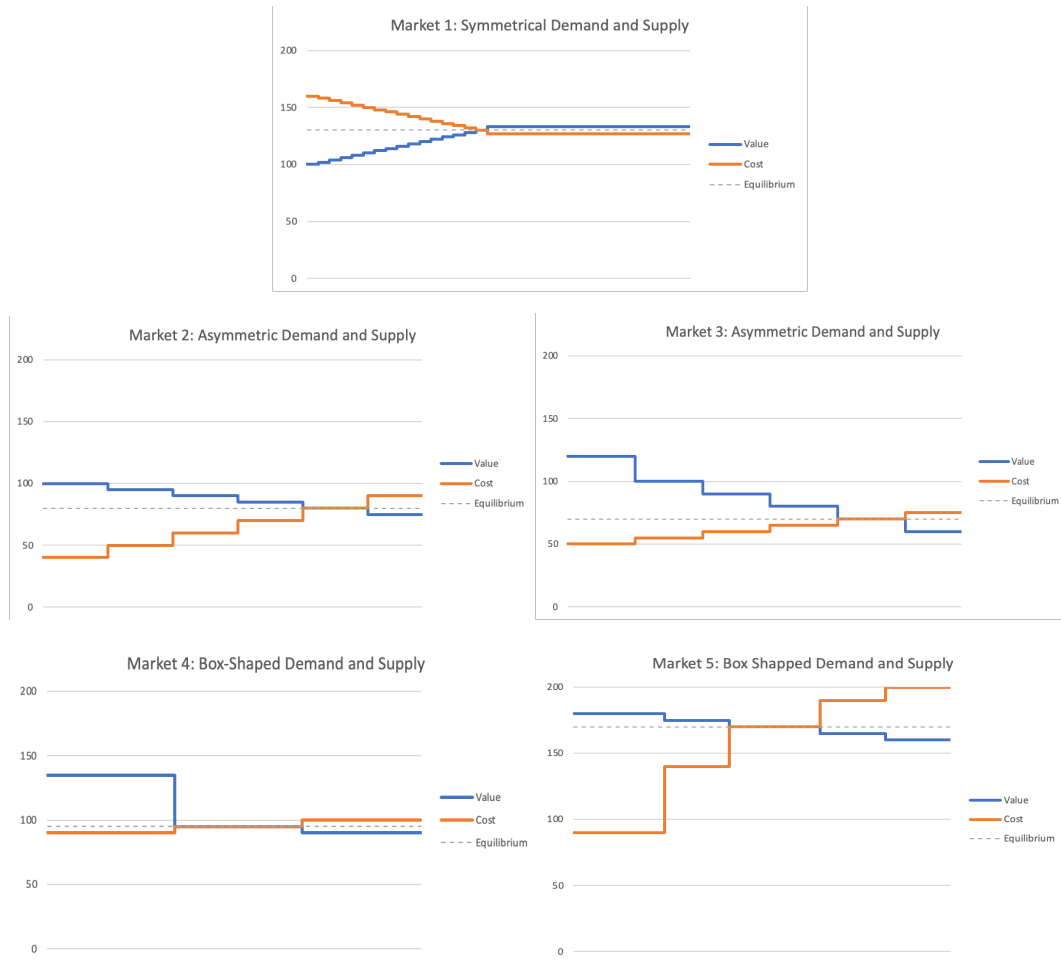 Market 1: Symmetrical Demand and Supply
200
150
100
50
0
Value
Cost
Equilibrium
Market 2: Asymmetric Demand and Supply
200
150
100
50
0
Value
Cost
Equilibrium
Market 3: Asymmetric Demand and Supply
200
150
100
50
0
Value
Cost
Equilibrium
Market 4: Box-Shaped Demand and Supply
200
150
100
50
0
Value
Cost
Equilibrium
Market 5: Box Shapped Demand and Supply
200
150
100
50
0
Value
Cost
Equilibrium